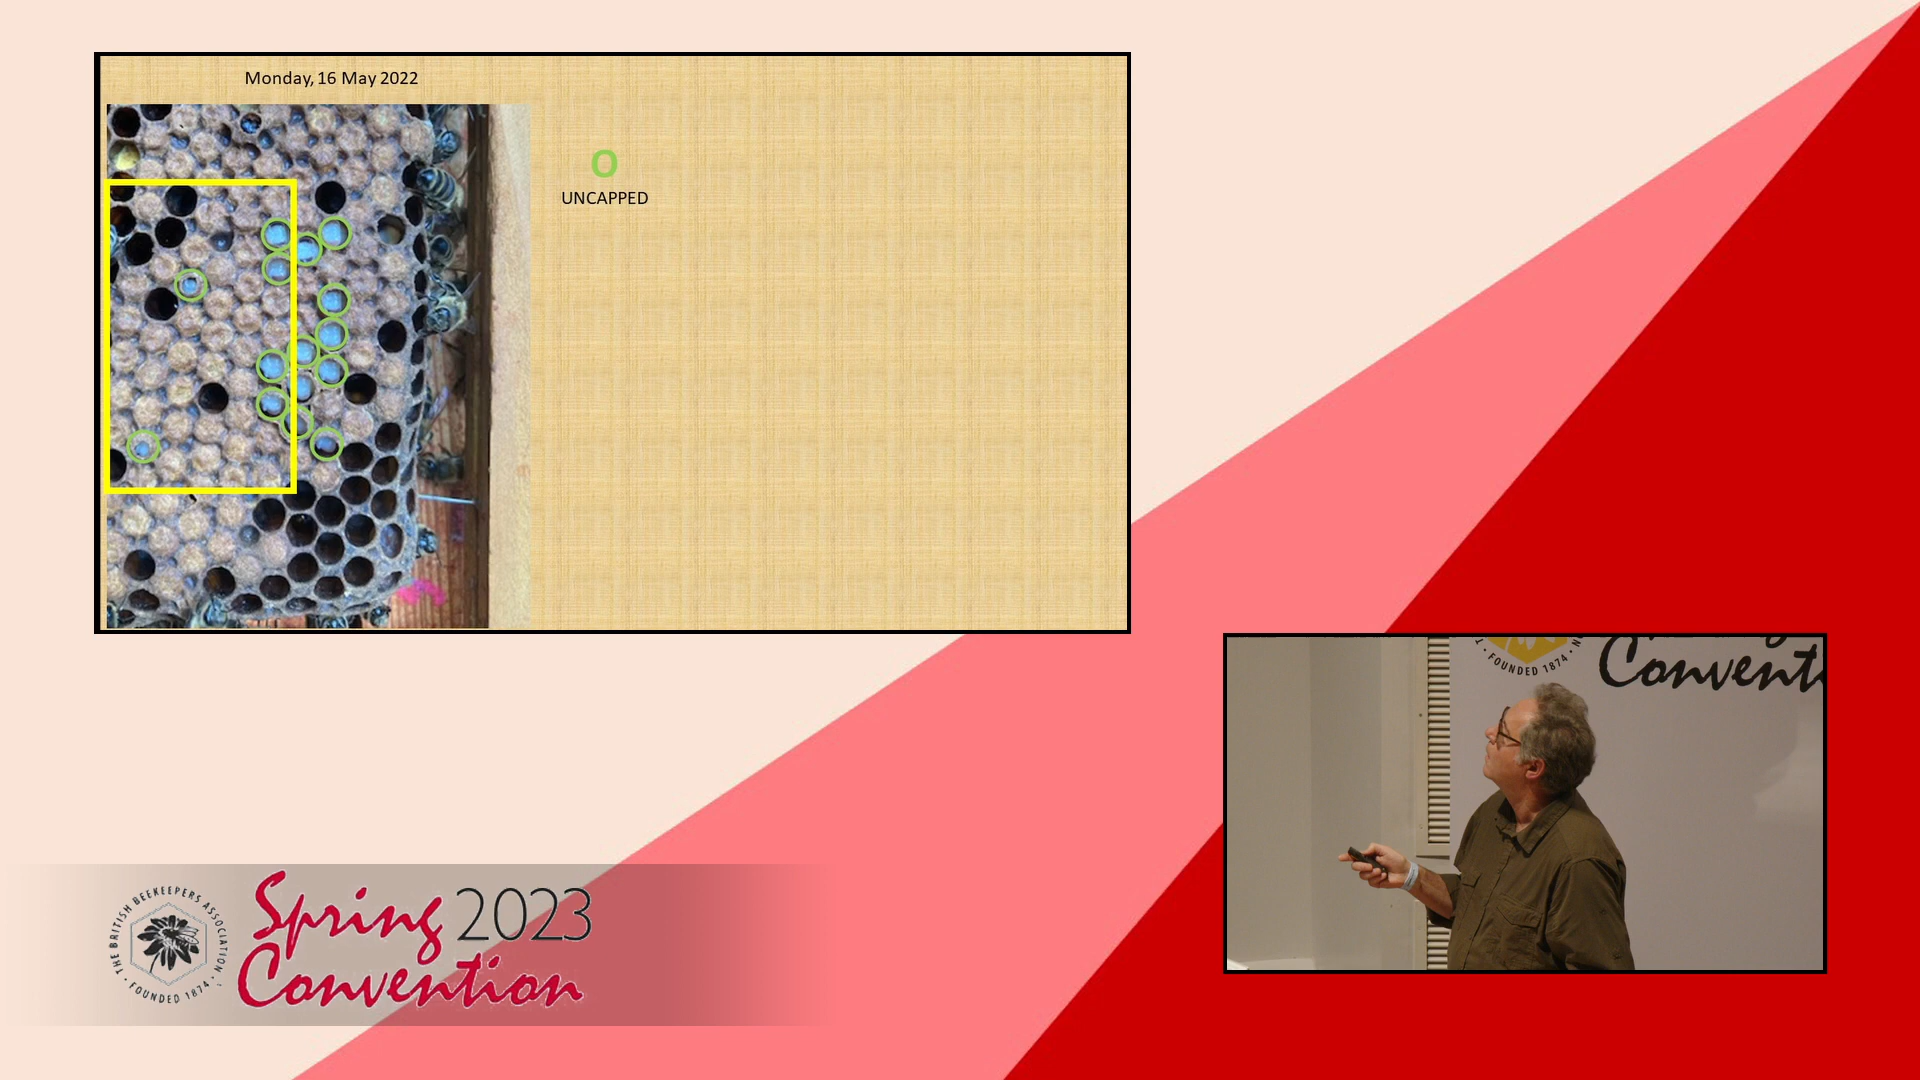 Monday, 16 May 2022
O
UNCAPPED
FOUNDED 1874
Convent
THE BRITISH BEEKEEPERS ASSOCIATION
FOUNDED 1874
Spring 2023
Convention